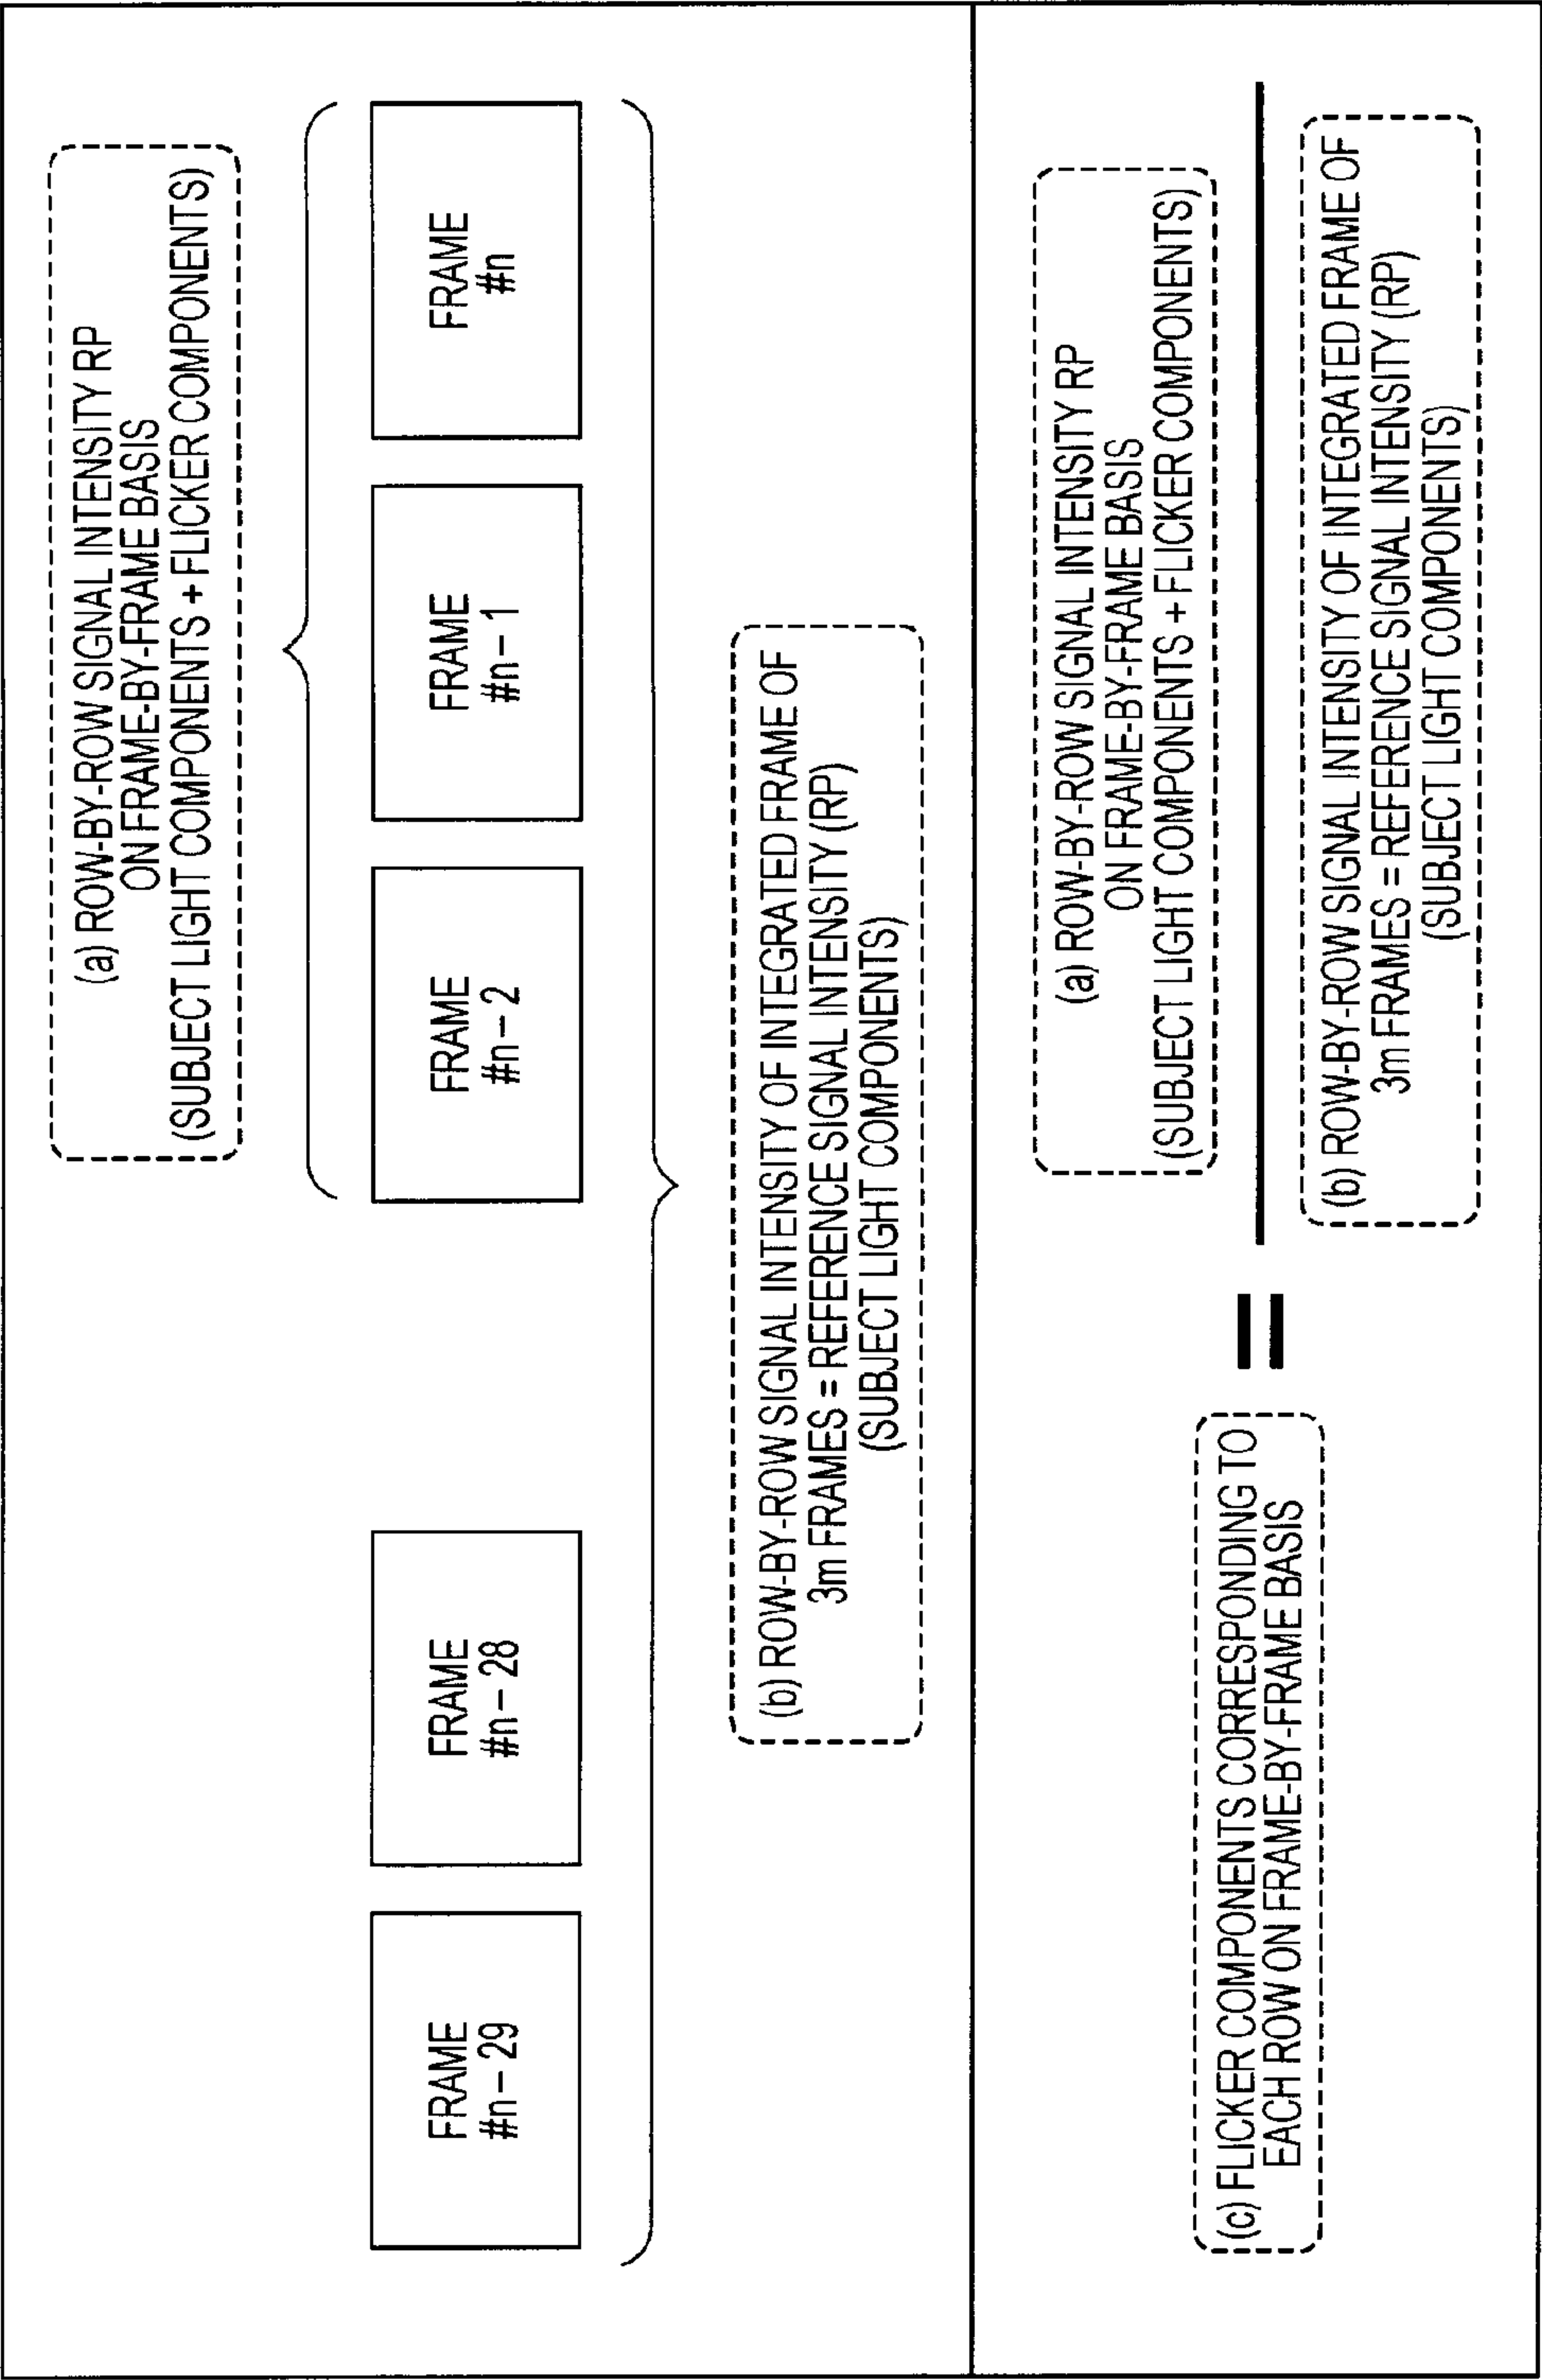 (a) ROW-BY-ROW SIGNAL INTENSITY RP
ON FRAME-BY-FRAME BASIS
(SUBJECT LIGHT COMPONENTS + FLICKER COMPONENTS)
FRAME
#n-29
FRAME
#n-28
FRAME
#n-2
FRAME
#n-1
FRAME
#n
(b) ROW-BY-ROW SIGNAL INTENSITY OF INTEGRATED FRAME OF
3m FRAMES = REFERENCE SIGNAL INTENSITY (RP)
(SUBJECT LIGHT COMPONENTS)
(c) FLICKER COMPONENTS CORRESPONDING TO
EACH ROW ON FRAME-BY-FRAME BASIS
=
(a) ROW-BY-ROW SIGNAL INTENSITY RP
ON FRAME-BY-FRAME BASIS
(SUBJECT LIGHT COMPONENTS + FLICKER COMPONENTS)
(b) ROW-BY-ROW SIGNAL INTENSITY OF INTEGRATED FRAME OF
3m FRAMES = REFERENCE SIGNAL INTENSITY (RP)
(SUBJECT LIGHT COMPONENTS)